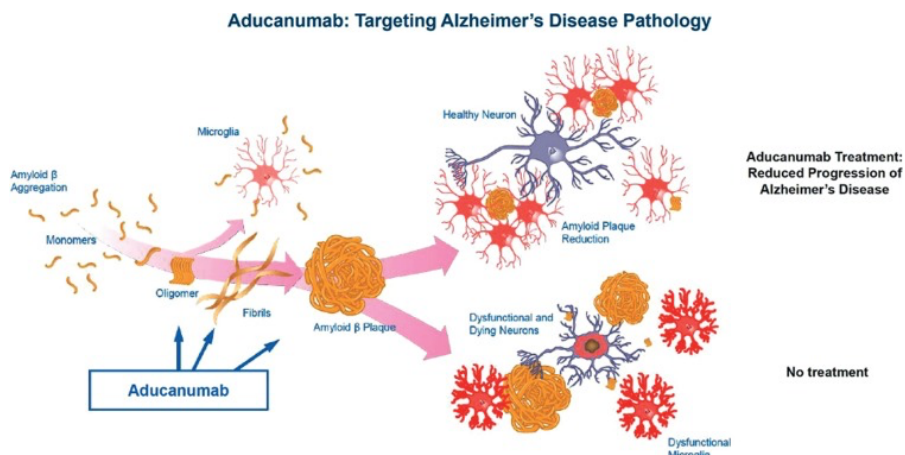 Aducanumab: Targeting Alzheimer's Disease Pathology
Microglia
Healthy Neuron
Amyloid β
Aggregation
Monomers
Aducanumab Treatment:
Reduced Progression of
Alzheimer's Disease
Amyloid Plaque
Reduction
Oligomer
Fibrils
Amyloid β Plaque
Dysfunctional and
Dying Neurons
Aducanumab
No treatment
Dysfunctional
Microglia